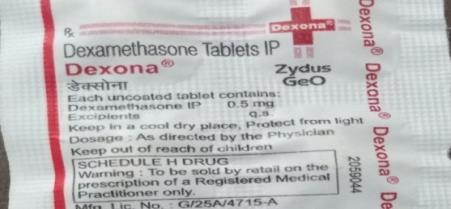 Rx
Dexona®
Dexamethasone Tablets IP
Dexona®
Zydus
GeO
डेक्सोना
Each uncoated tablet contains:
Dexamethasone IP 0.5 mg
Excipients q.s.
Keep in a cool dry place, Protect from light
Dosage : As directed by the Physician
Keep out of reach of children
SCHEDULE H DRUG
Warning : To be sold by retail on the
prescription of a Registered Medical
Practitioner only.
Mfg. Lic. No. : G/25A/4715-A
Dexona® Dexona® Dexona® De
2059044